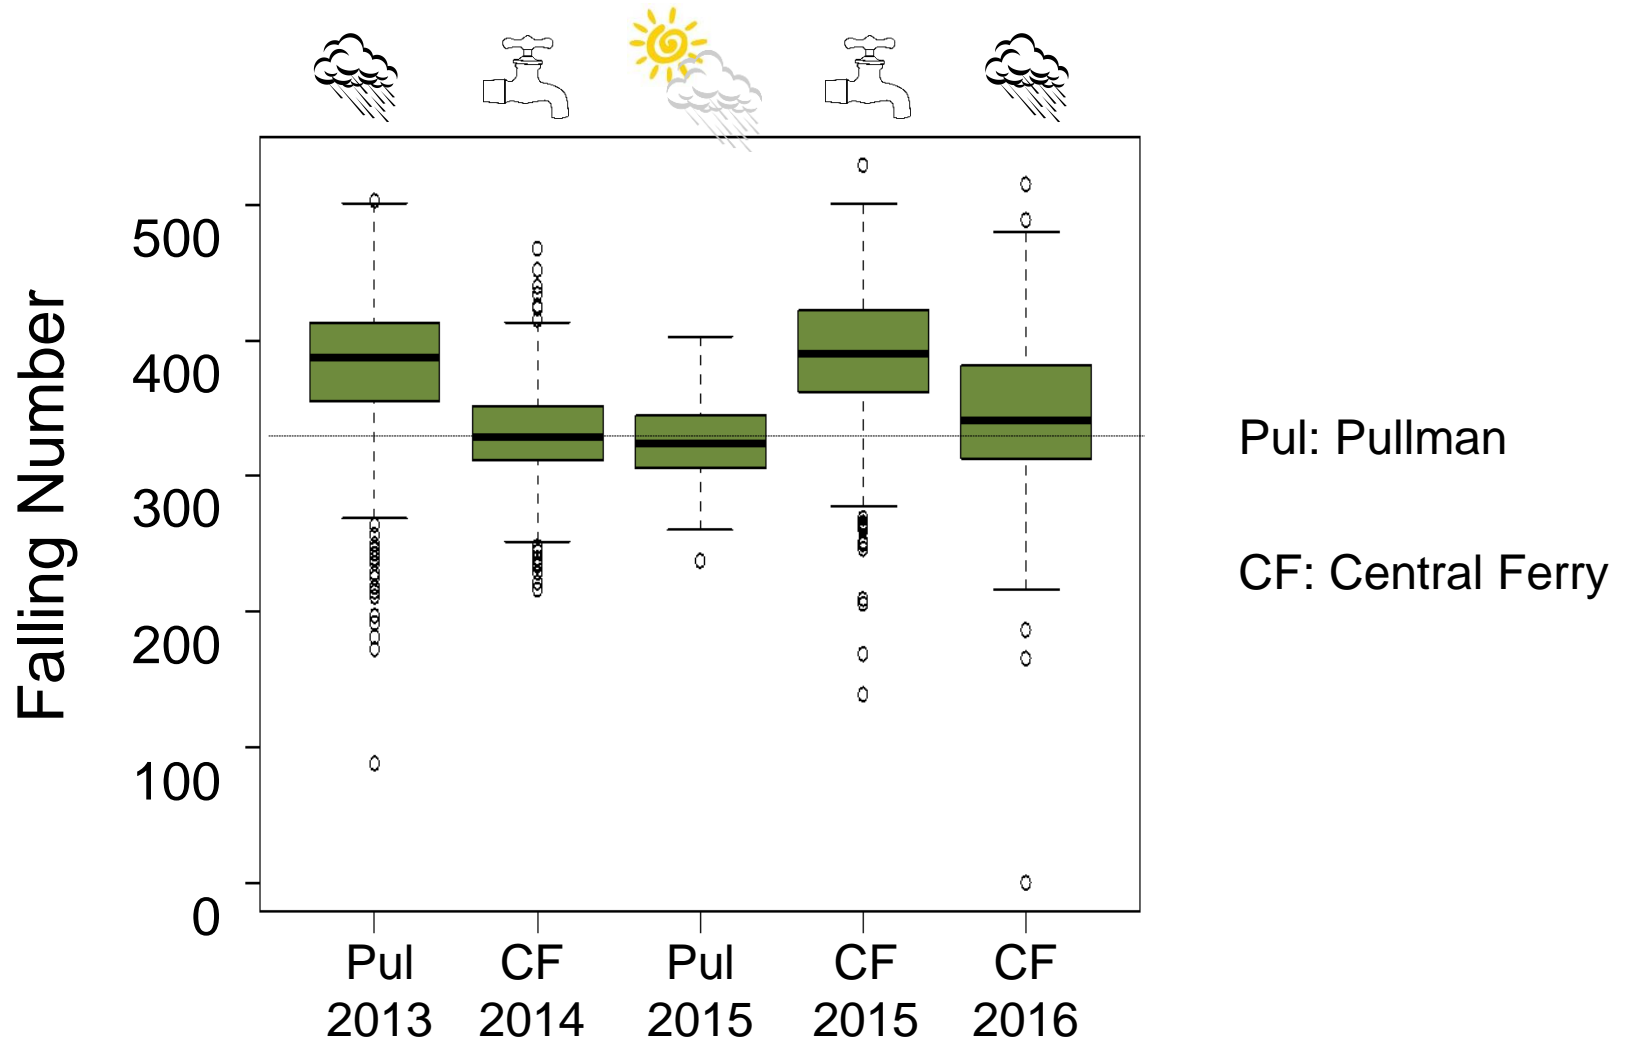 Falling Number
500
400
300
200
100
0
Pul 2013
CF 2014
Pul 2015
CF 2015
CF 2016
Pul: Pullman
CF: Central Ferry